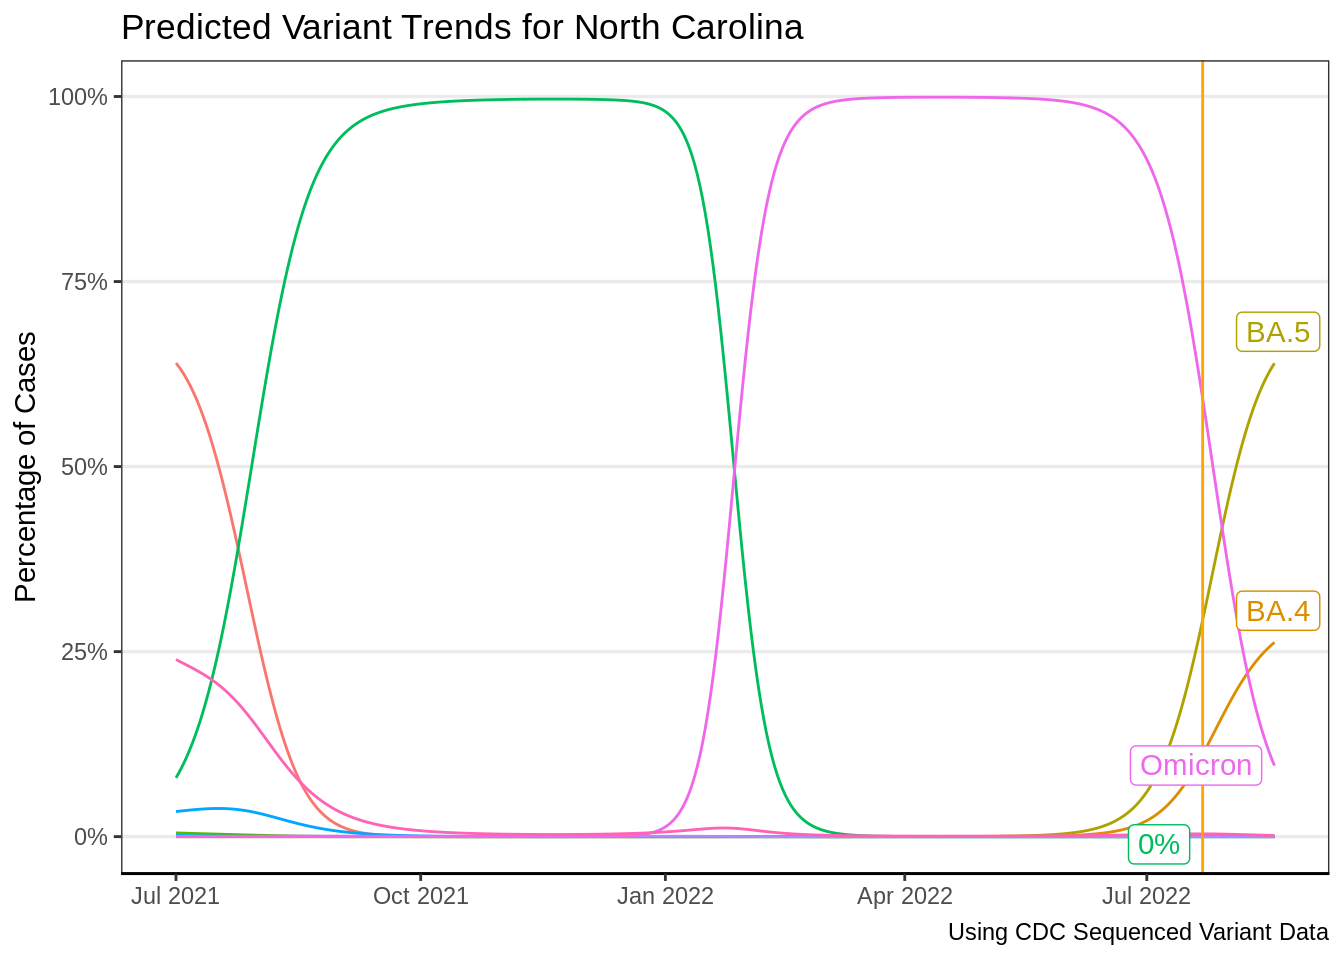 Predicted Variant Trends for North Carolina
Percentage of Cases
100%
75%
50%
25%
0%
BA.5
BA.4
Omicron
0%
Jul 2021
Oct 2021
Jan 2022
Apr 2022
Jul 2022
Using CDC Sequenced Variant Data